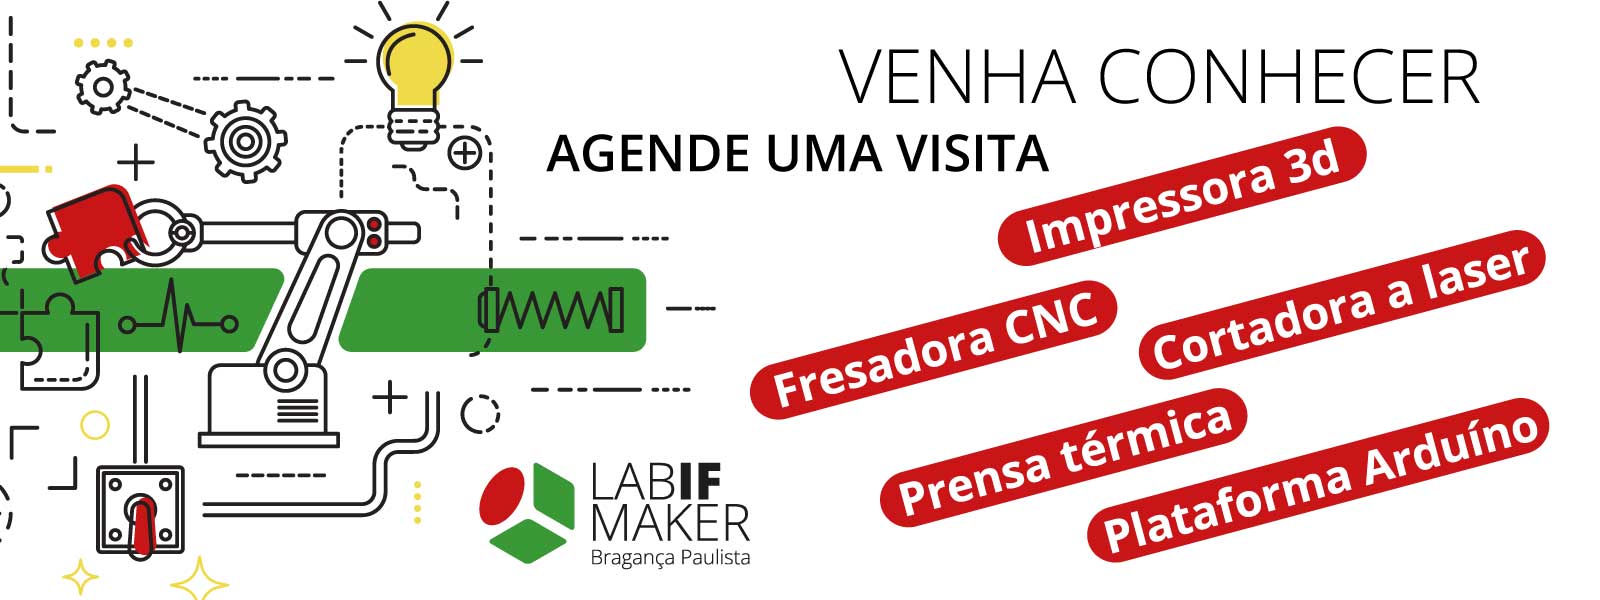 VENHA CONHECER
AGENDE UMA VISITA
Impressora 3d
Cortadora a laser
Fresadora CNC
Prensa térmica
Plataforma Arduíno
LABIF
MAKER
Bragança Paulista